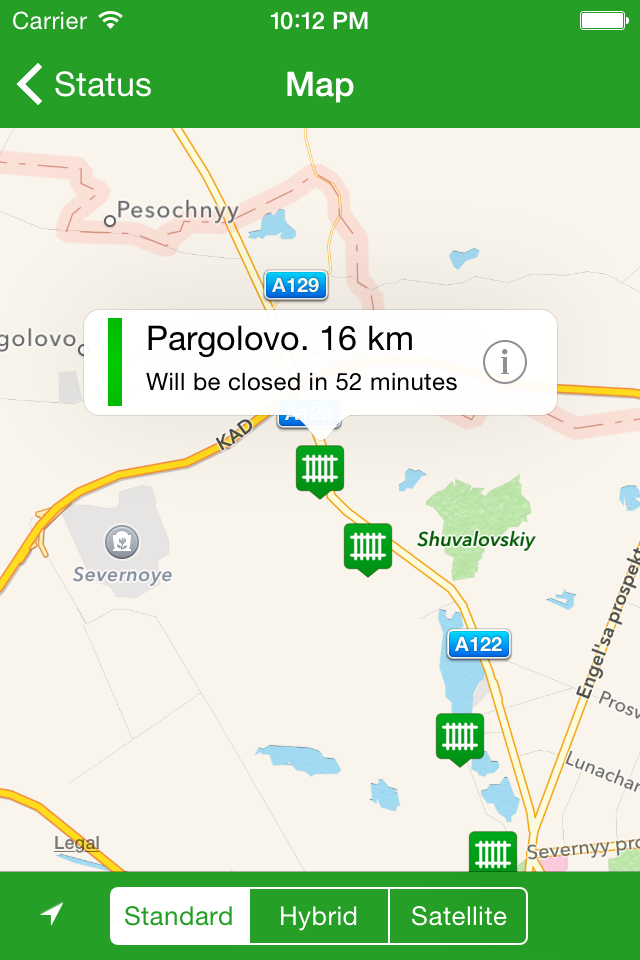 Carrier 10:12 PM
Status Map
Pesochnyy
A129
golovo
Pargolovo. 16 km
Will be closed in 52 minutes
A122
KAD
Shuvalovskiy
Severnoye
A122
Engel'sa prospekt
Prosv
Lunachar
Severnyy pro
Legal
Standard Hybrid Satellite